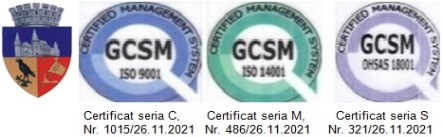 CERTIFIED MANAGEMENT SYSTEM
GCSM
ISO 9001
CERTIFIED MANAGEMENT SYSTEM
GCSM
ISO 14001
CERTIFIED MANAGEMENT SYSTEM
GCSM
OHSAS 18001
Certificat seria C,
Nr. 1015/26.11.2021
Certificat seria M,
Nr. 486/26.11.2021
Certificat seria S
Nr. 321/26.11.2021